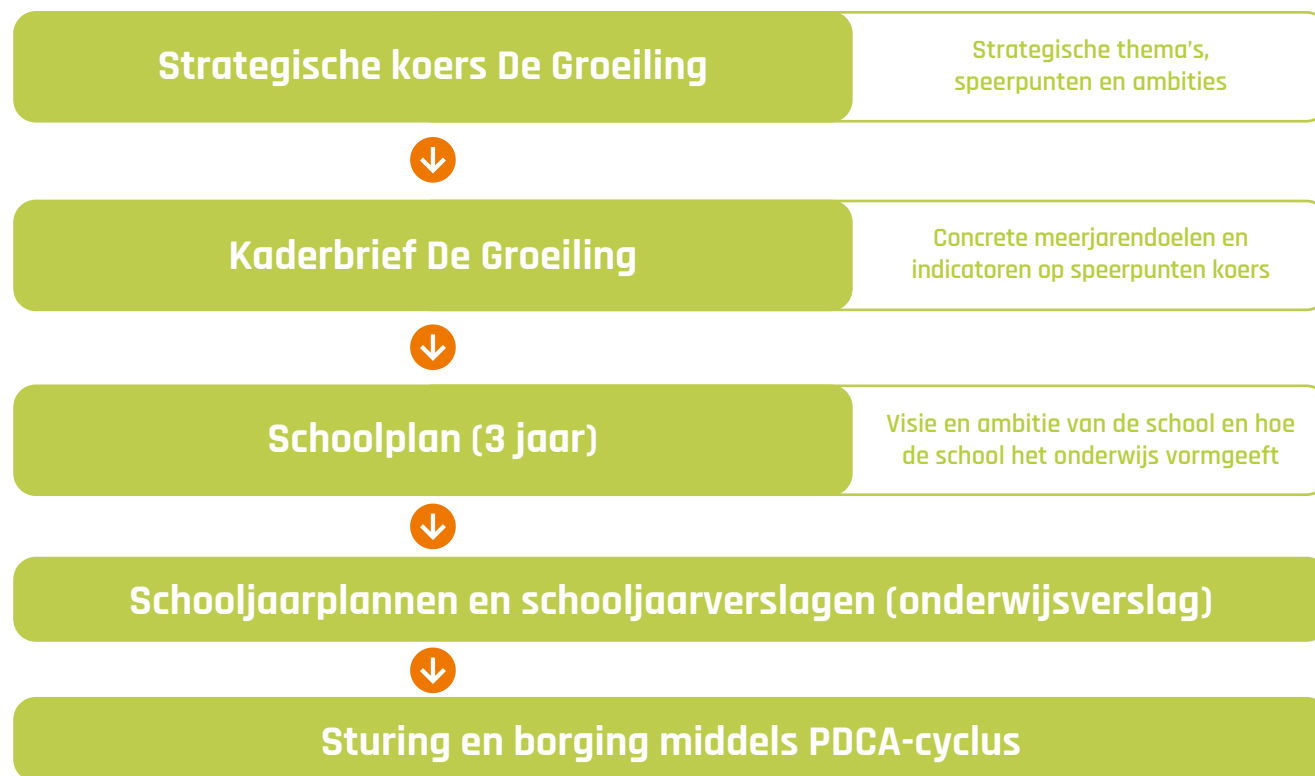 Strategische koers De Groeiling
Strategische thema's,
speerpunten en ambities
Kaderbrief De Groeiling
Concrete meerjarendoelen en
indicatoren op speerpunten koers
Schoolplan (3 jaar)
Visie en ambitie van de school en hoe
de school het onderwijs vormgeeft
Schooljaarplannen en schooljaarverslagen (onderwijsverslag)
Sturing en borging middels PDCA-cyclus